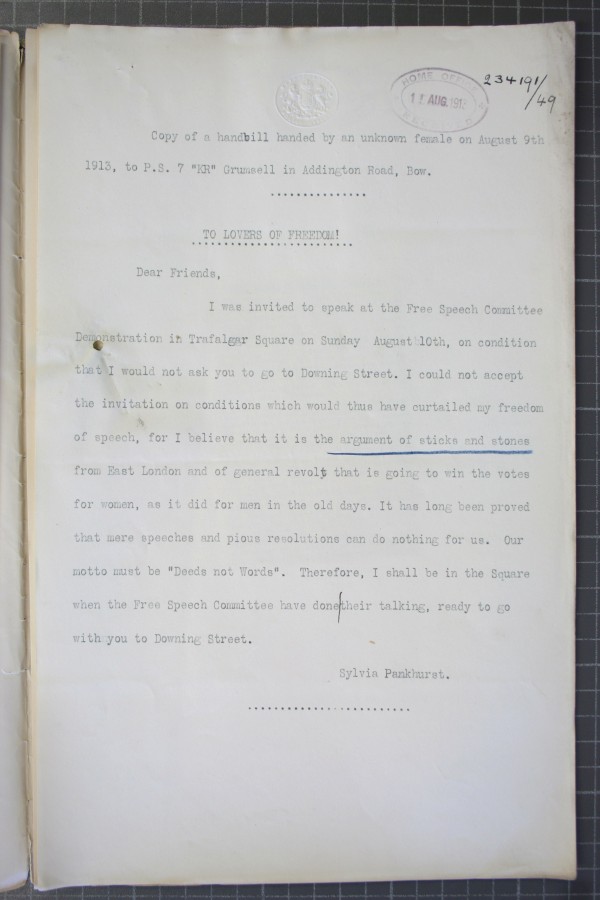 HOME OFFICE
11 AUG. 1913
234191/49
Copy of a handbill handed by an unknown female on August 9th
1913, to P.S. 7 "KR" Grumsell in Addington Road, Bow.
TO LOVERS OF FREEDOM!
Dear Friends,
I was invited to speak at the Free Speech Committee
Demonstration in Trafalgar Square on Sunday August 10th, on condition
that I would not ask you to go to Downing Street. I could not accept
the invitation on conditions which would thus have curtailed my freedom
of speech, for I believe that it is the argument of sticks and stones
from East London and of general revolt that is going to win the votes
for women, as it did for men in the old days. It has long been proved
that mere speeches and pious resolutions can do nothing for us. Our
motto must be "Deeds not Words". Therefore, I shall be in the Square
when the Free Speech Committee have done/their talking, ready to go
with you to Downing Street.
Sylvia Pankhurst.